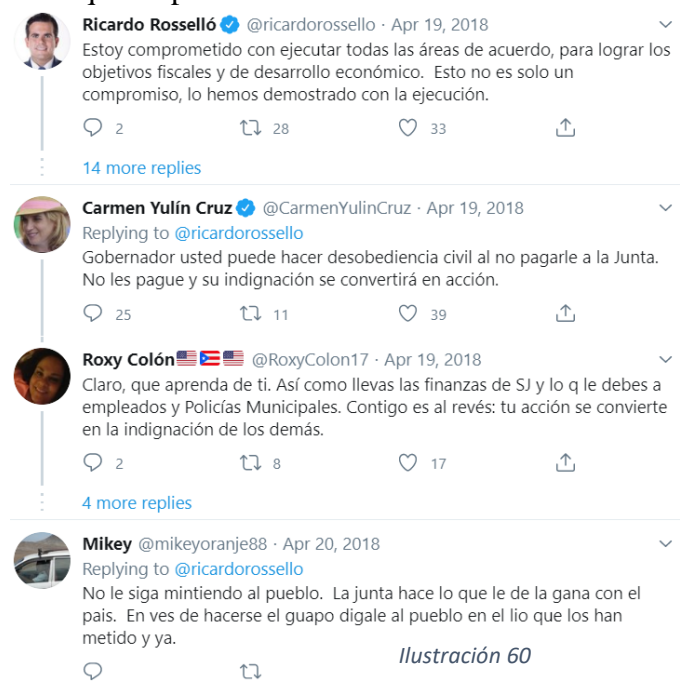 Ricardo Rosselló @ricardorossello · Apr 19, 2018
Estoy comprometido con ejecutar todas las áreas de acuerdo, para lograr los
objetivos fiscales y de desarrollo económico. Esto no es solo un
compromiso, lo hemos demostrado con la ejecución.
2 28 33
14 more replies
Carmen Yulín Cruz @CarmenYulinCruz · Apr 19, 2018
Replying to @ricardorossello
Gobernador usted puede hacer desobediencia civil al no pagarle a la Junta.
No les pague y su indignación se convertirá en acción.
25 11 39
Roxy Colón🇺🇸🇵🇷🇺🇸 @RoxyColon17 · Apr 19, 2018
Claro, que aprenda de ti. Así como llevas las finanzas de SJ y lo q le debes a
empleados y Policías Municipales. Contigo es al revés: tu acción se convierte
en la indignación de los demás.
2 8 17
4 more replies
Mikey @mikeyoranje88 · Apr 20, 2018
Replying to @ricardorossello
No le siga mintiendo al pueblo. La junta hace lo que le de la gana con el
pais. En ves de hacerse el guapo digale al pueblo en el lio que los han
metido y ya.
Ilustración 60